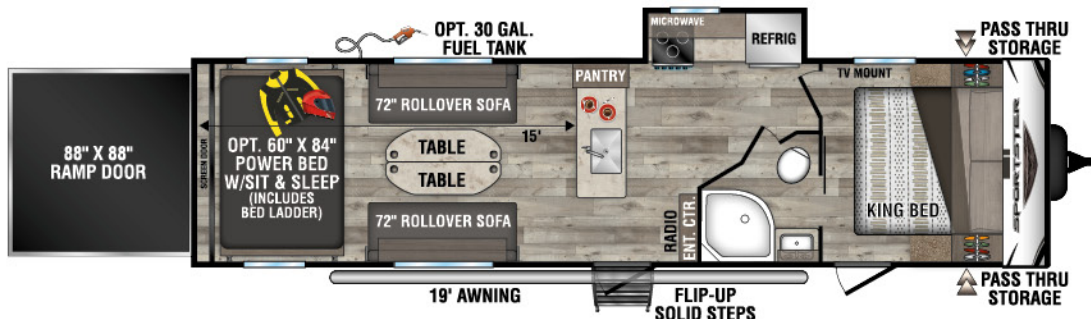 OPT. 30 GAL.
FUEL TANK
MICROWAVE
REFRIG
PASS THRU
STORAGE
PANTRY
TV MOUNT
72" ROLLOVER SOFA
15'
88" X 88"
RAMP DOOR
SCREEN DOOR
OPT. 60" X 84"
POWER BED
W/SIT & SLEEP
(INCLUDES
BED LADDER)
TABLE
TABLE
72" ROLLOVER SOFA
RADIO
ENT. CTR.
KING BED
SPORTSTER
19' AWNING
FLIP-UP
SOLID STEPS
PASS THRU
STORAGE